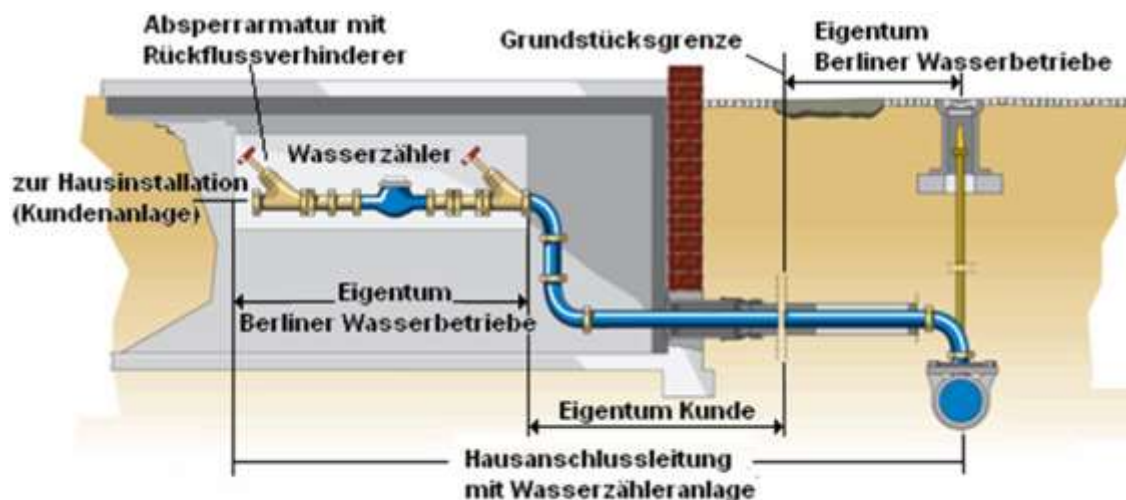 Absperrarmatur mit
Rückflussverhinderer
Grundstücksgrenze
Eigentum
Berliner Wasserbetriebe
Wasserzähler
zur Hausinstallation
(Kundenanlage)
Eigentum
Berliner Wasserbetriebe
Eigentum Kunde
Hausanschlussleitung
mit Wasserzähleranlage